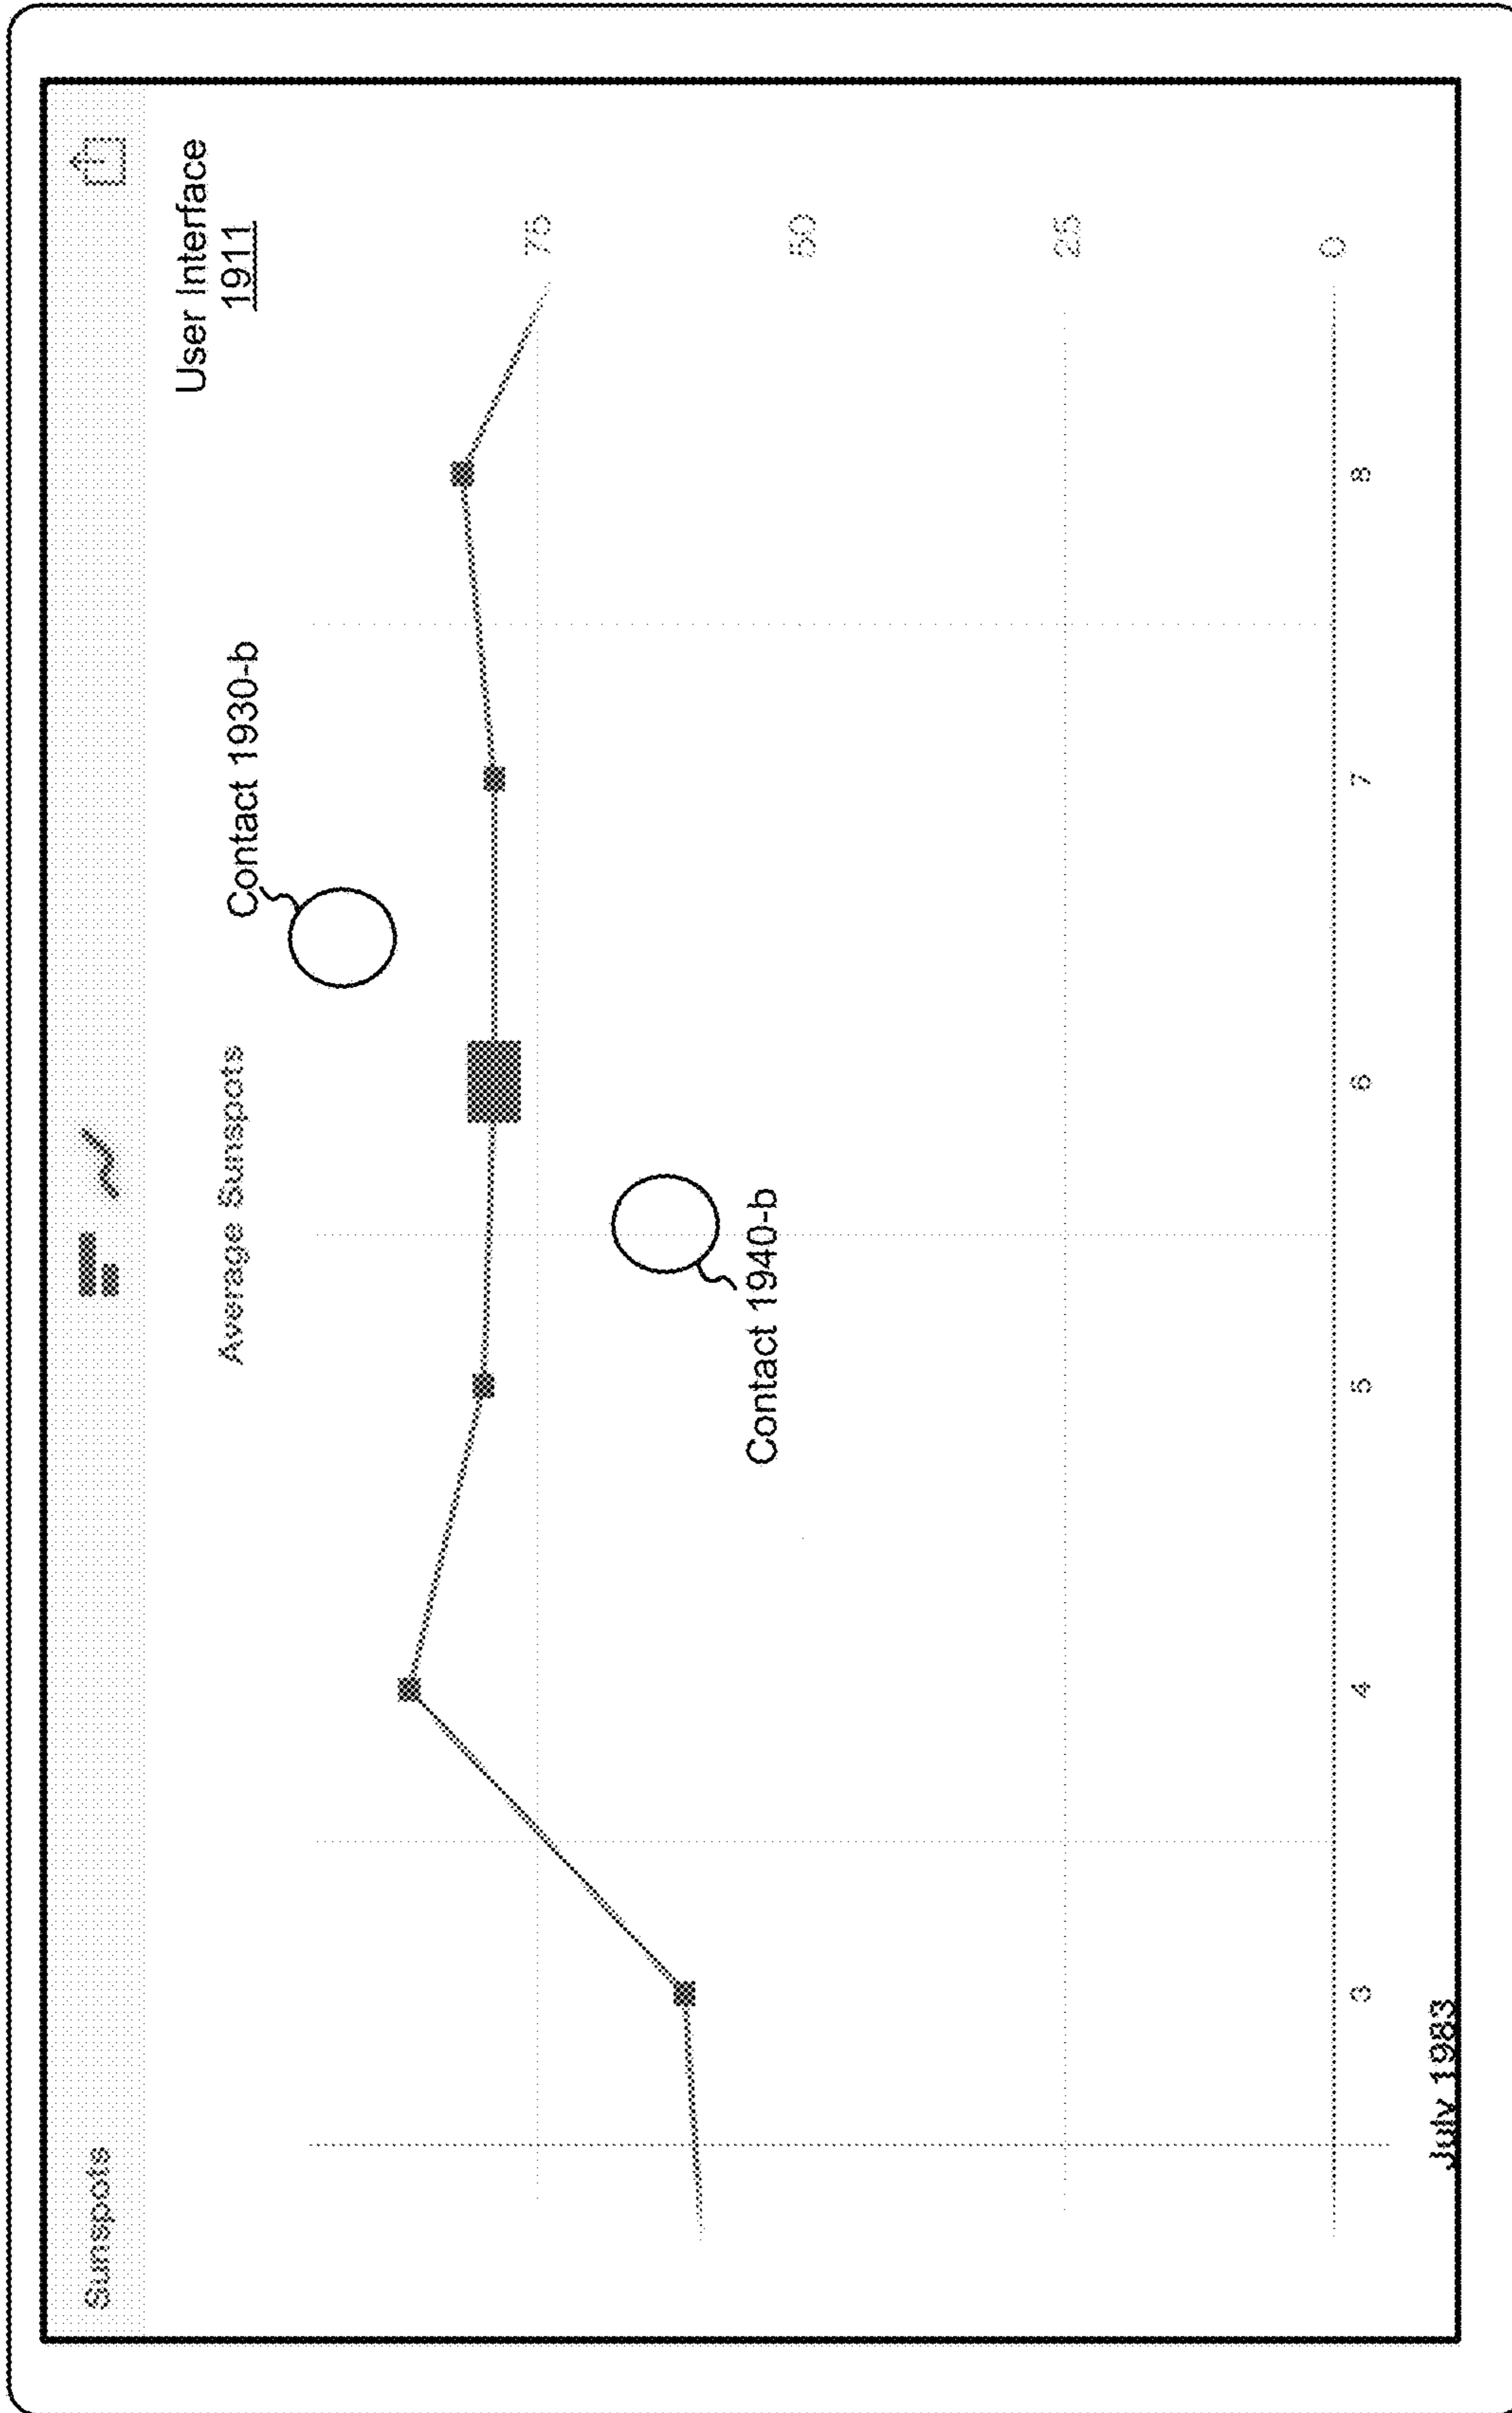 Sunspots
User Interface
1911
Average Sunspots
Contact 1930-b
Contact 1940-b
75
50
25
0
3 4 5 6 7 8
July 1983